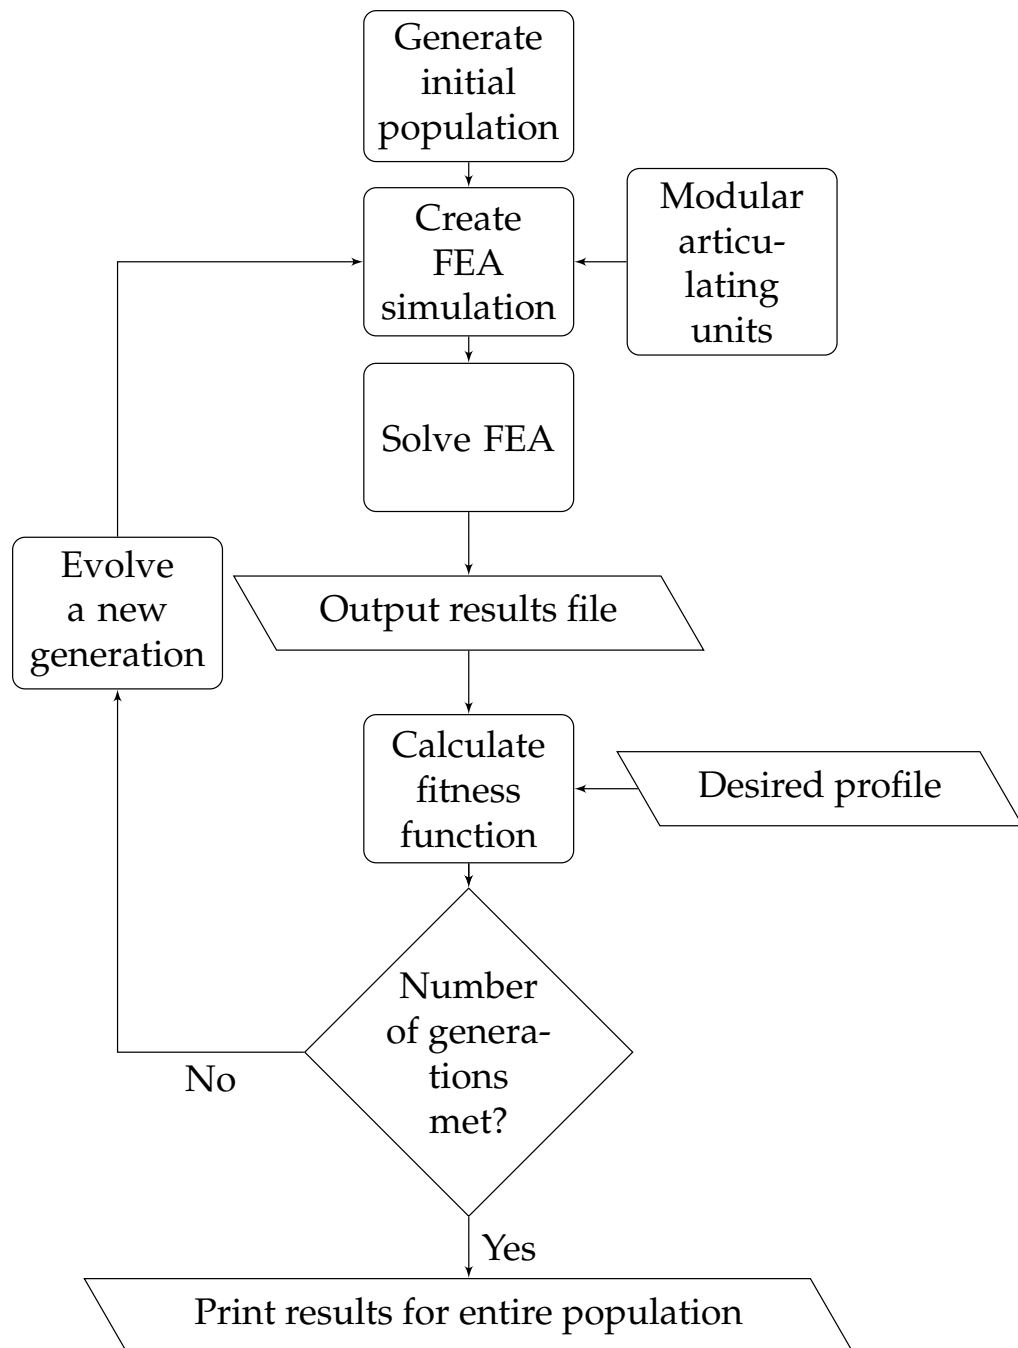 Generate
initial
population
Create
FEA
simulation
Modular
articu-
lating
units
Solve FEA
Evolve
a new
generation
Output results file
Calculate
fitness
function
Desired profile
Number
of genera-
tions
met?
No
Yes
Print results for entire population